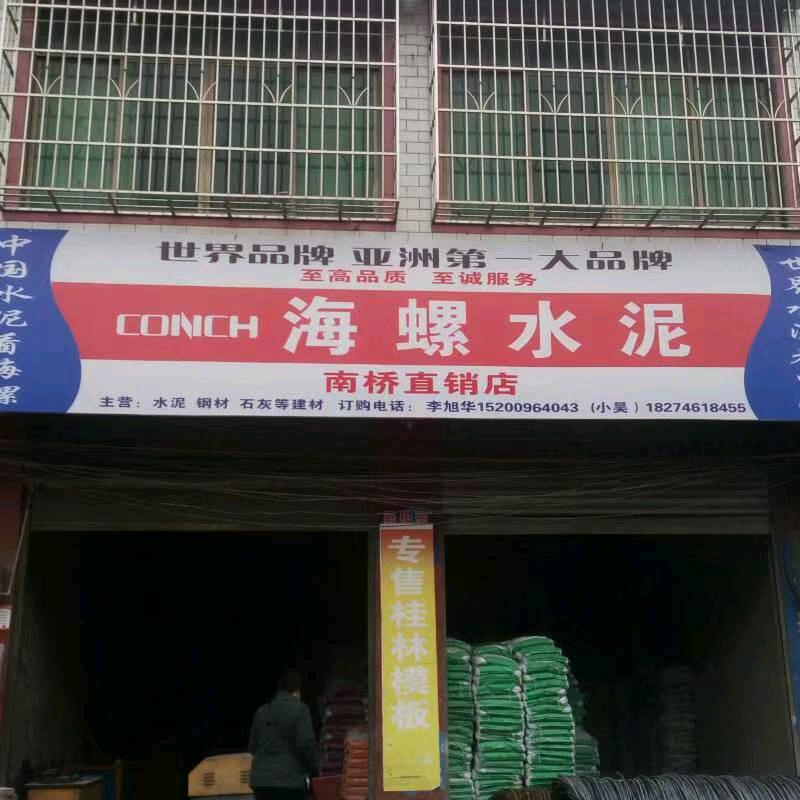 世界品牌 亚洲第一大品牌
至高品质 至诚服务
中国水泥看海螺
CONCH 海螺水泥
南桥直销店
主营：水泥 钢材 石灰等建材 订购电话：李旭华15200964043（小吴）18274618455
专售桂林模板